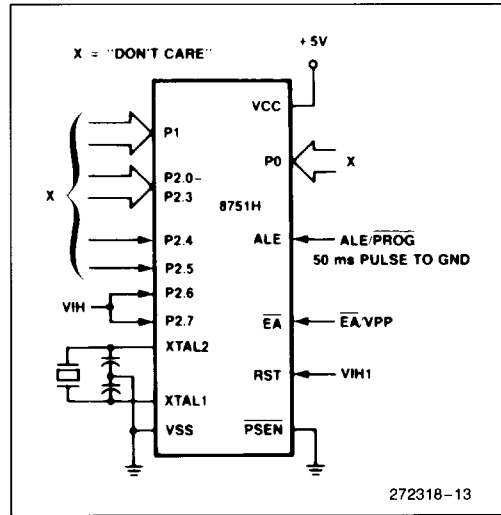 X = "DON'T CARE"
+5V
VCC
P1
P0
X
P2.0–
P2.3
X
8751H
P2.4
ALE
ALE/PROG
50 ms PULSE TO GND
P2.5
P2.6
VIH
P2.7
EA
EA/VPP
XTAL2
RST
VIH1
XTAL1
VSS
PSEN
272318–13